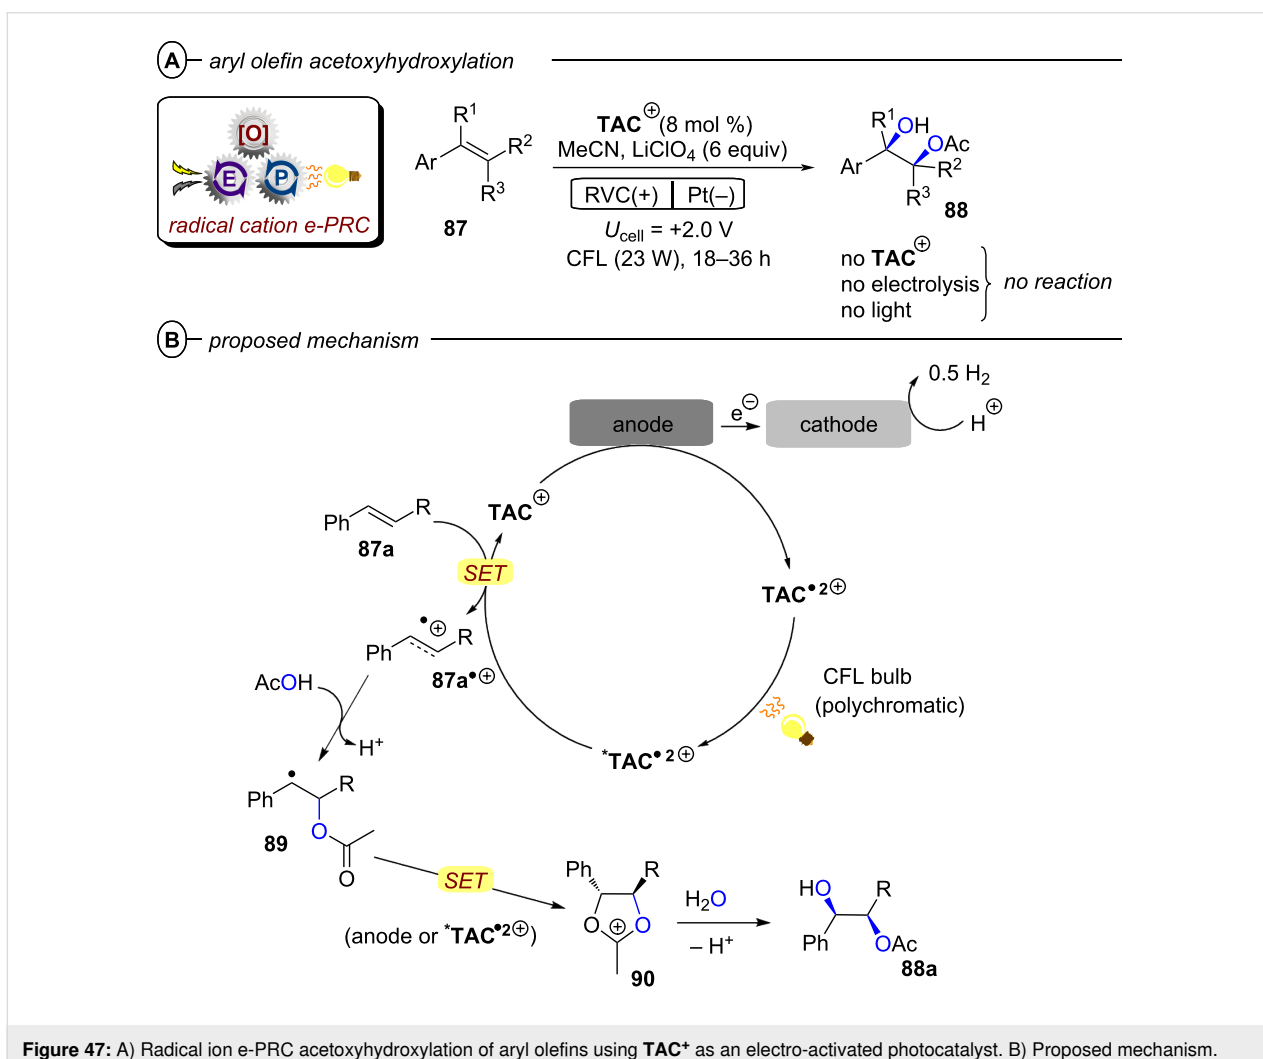 A aryl olefin acetoxyhydroxylation
[O]
E P
radical cation e-PRC
R1
Ar
R2
R3
87
TAC⊕(8 mol %)
MeCN, LiClO4 (6 equiv)
RVC(+) Pt(–)
Ucell = +2.0 V
CFL (23 W), 18–36 h
R1
OH
OAc
Ar
R2
R3
88
no TAC⊕
no electrolysis
no light
no reaction
B proposed mechanism
0.5 H2
anode
e⊖
cathode
H⊕
TAC⊕
Ph
R
87a
SET
TAC•2⊕
•⊕
Ph
R
87a•⊕
CFL bulb
(polychromatic)
AcOH
H+
*TAC•2⊕
•
Ph
R
O
89
O
SET
(anode or *TAC•2⊕)
Ph
R
O
O
⊕
90
H2O
– H+
HO
R
Ph
OAc
88a
Figure 47: A) Radical ion e-PRC acetoxyhydroxylation of aryl olefins using TAC+ as an electro-activated photocatalyst. B) Proposed mechanism.